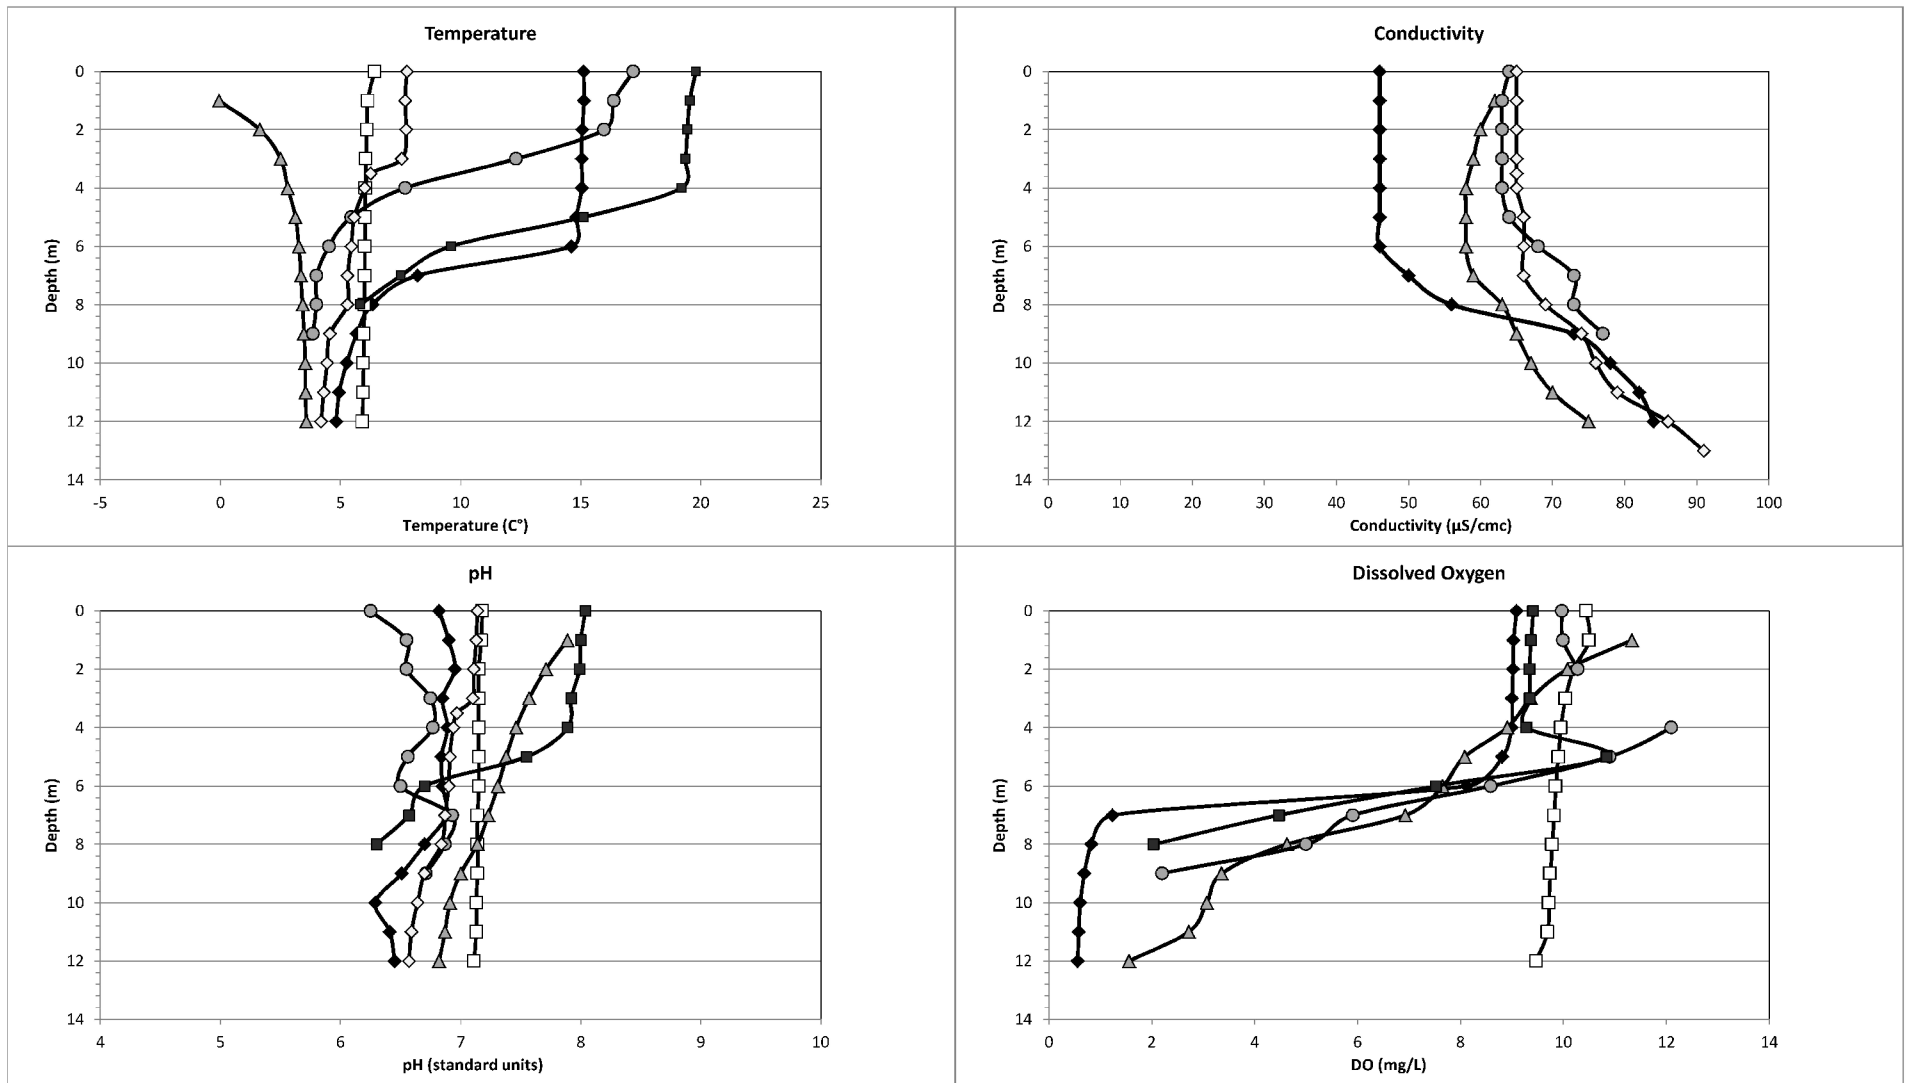 Temperature
0
2
4
6
8
10
12
14
Depth (m)
-5 0 5 10 15 20 25
Temperature (C°)
Conductivity
0
2
4
6
8
10
12
14
Depth (m)
0 10 20 30 40 50 60 70 80 90 100
Conductivity (µS/cmc)
pH
0
2
4
6
8
10
12
14
Depth (m)
4 5 6 7 8 9 10
pH (standard units)
Dissolved Oxygen
0
2
4
6
8
10
12
14
Depth (m)
0 2 4 6 8 10 12 14
DO (mg/L)